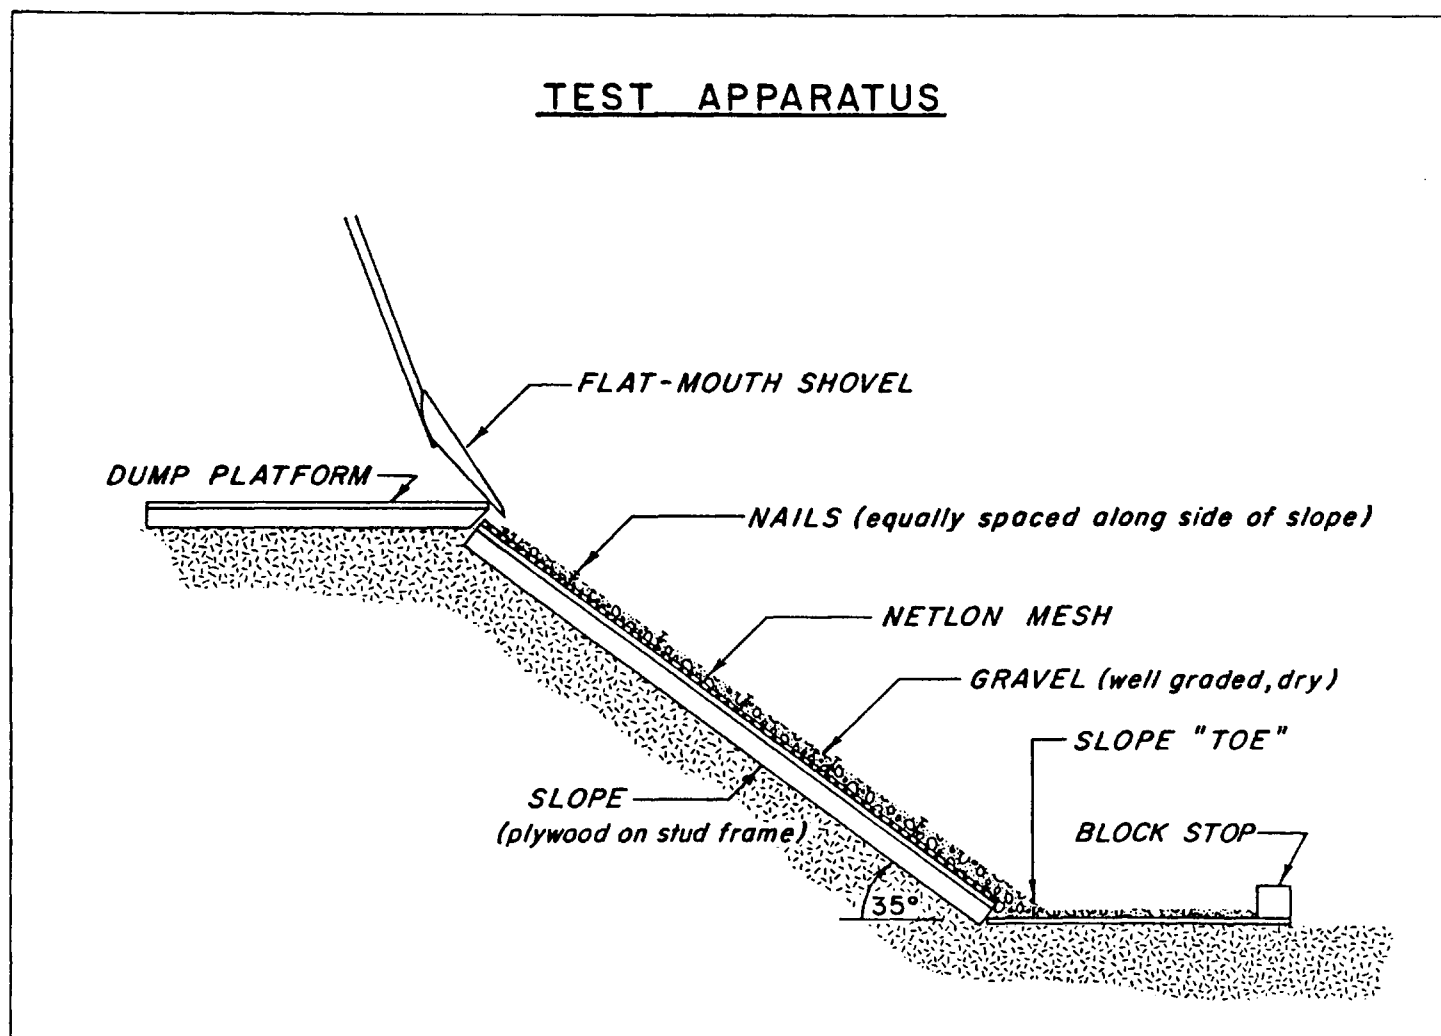 TEST APPARATUS
FLAT-MOUTH SHOVEL
DUMP PLATFORM
NAILS (equally spaced along side of slope)
NETLON MESH
GRAVEL (well graded, dry)
SLOPE "TOE"
SLOPE
(plywood on stud frame)
BLOCK STOP
35°